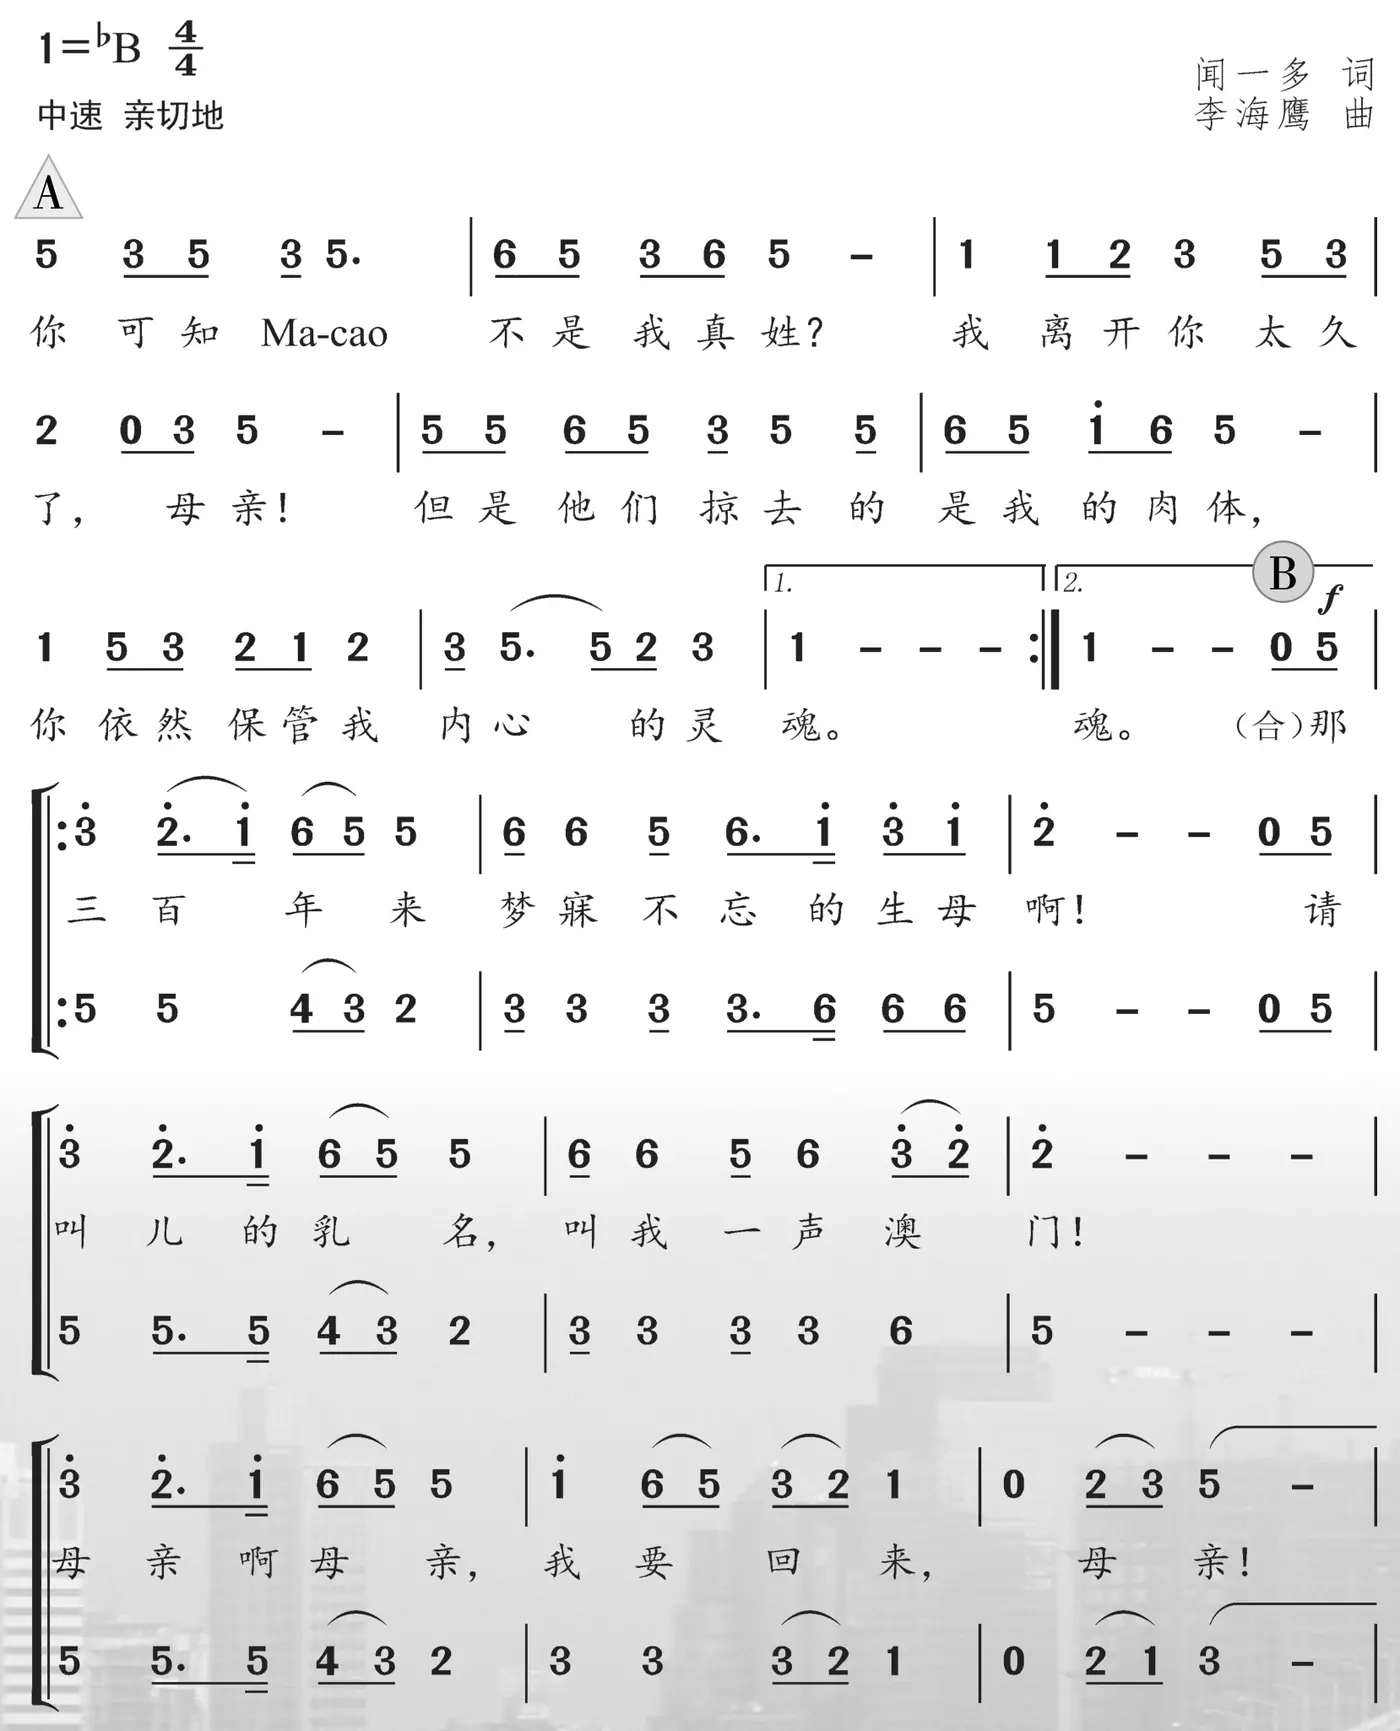 1=♭B 4/4
闻一多 词
中速 亲切地
李海鹰 曲
A
5 3 5 3 5. | 6 5 3 6 5 – | 1 1 2 3 5 3 |
你 可 知 Ma-cao 不 是 我 真 姓? 我 离 开 你 太 久
2 0 3 5 – | 5 5 6 5 3 5 5 | 6 5 i 6 5 – |
了, 母 亲! 但 是 他 们 掠 去 的 是 我 的 肉 体,
1. 2. B f
1 5 3 2 1 2 | 3 5. 5 2 3 | 1 – – – :| 1 – – 0 5 |
你 依 然 保 管 我 内 心 的 灵 魂。 魂。 (合)那
: 3̇ 2̇. i 6 5 5 | 6 6 5 6. i 3̇ i | 2̇ – – 0 5 |
三 百 年 来 梦 寐 不 忘 的 生 母 啊! 请
: 5 5 4 3 2 | 3 3 3 3. 6 6 6 | 5 – – 0 5 |
3̇ 2̇. i 6 5 5 | 6 6 5 6 3̇ 2̇ | 2̇ – – – |
叫 儿 的 乳 名, 叫 我 一 声 澳 门!
5 5. 5 4 3 2 | 3 3 3 3 6 | 5 – – – |
3̇ 2̇. i 6 5 5 | i 6 5 3 2 1 | 0 2 3 5 – |
母 亲 啊 母 亲, 我 要 回 来, 母 亲!
5 5. 5 4 3 2 | 3 3 3 2 1 | 0 2 1 3 – |